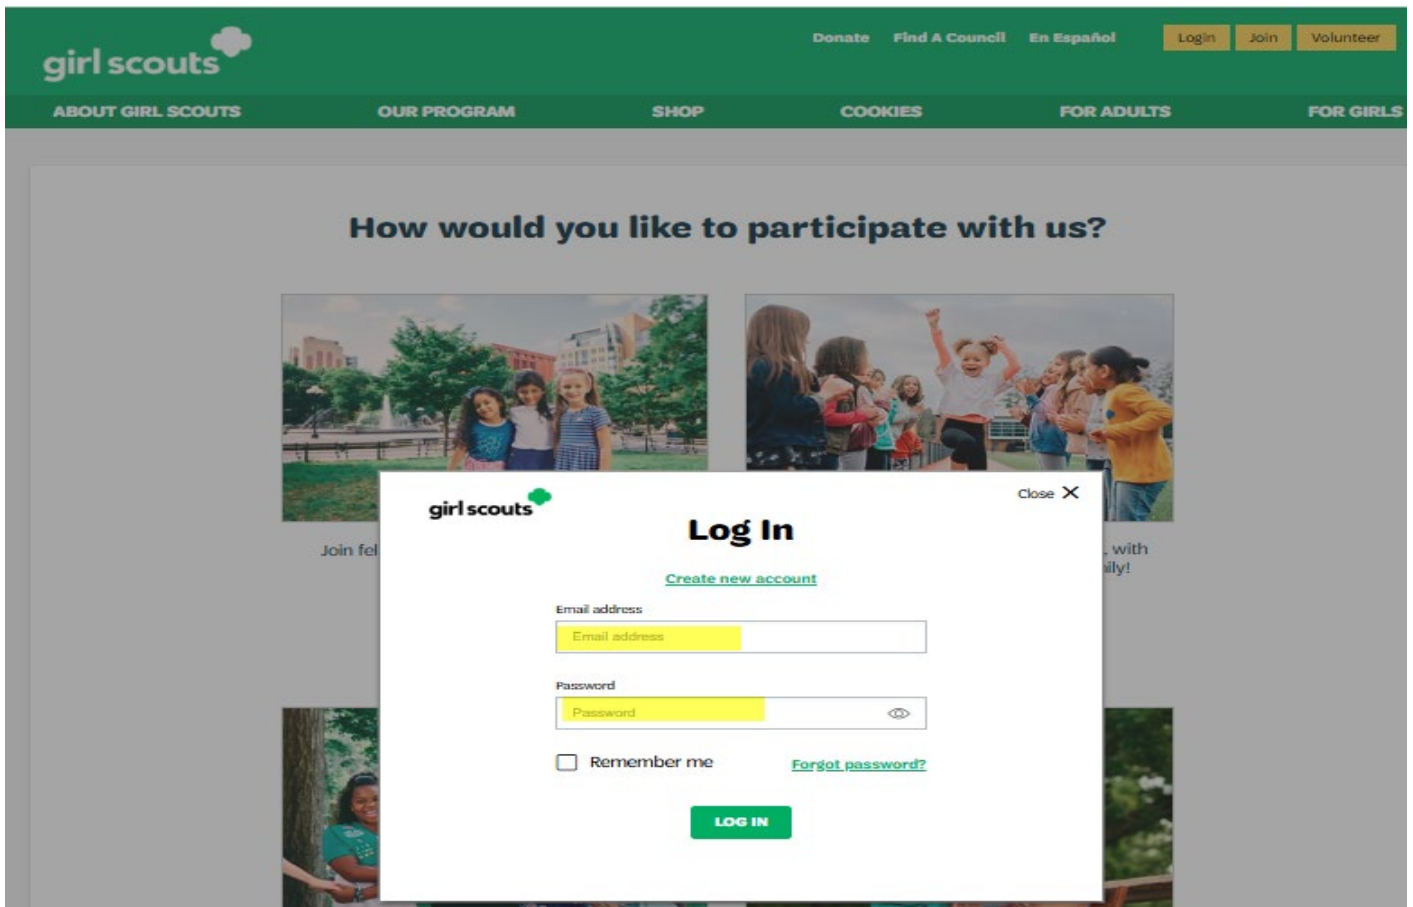 girl scouts
Donate Find A Council En Español Login Join Volunteer
ABOUT GIRL SCOUTS OUR PROGRAM SHOP COOKIES FOR ADULTS FOR GIRLS
How would you like to participate with us?
Join fel
, with
ily!
girl scouts
Close X
Log In
Create new account
Email address
Email address
Password
Password
Remember me Forgot password?
LOG IN